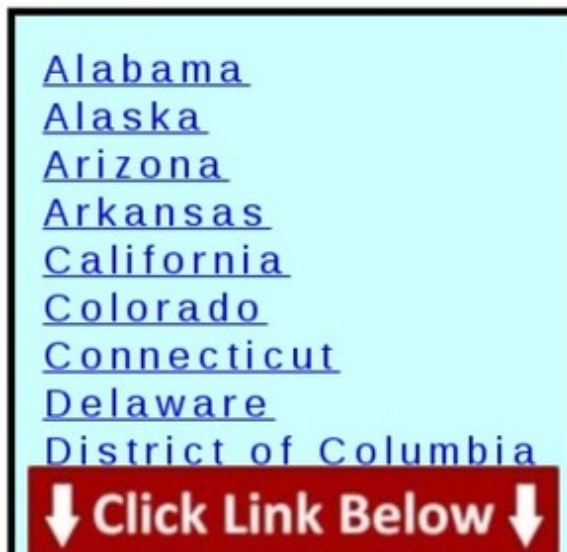 Alabama
Alaska
Arizona
Arkansas
California
Colorado
Connecticut
Delaware
District of Columbia
Click Link Below